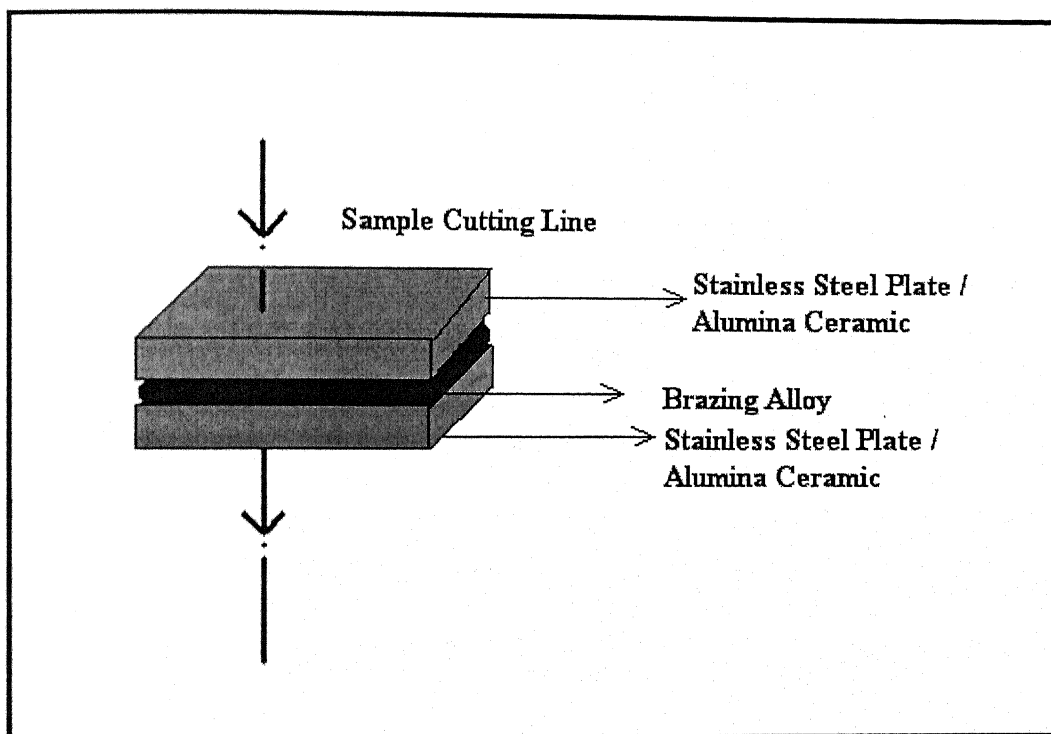 Sample Cutting Line
Stainless Steel Plate /
Alumina Ceramic
Brazing Alloy
Stainless Steel Plate /
Alumina Ceramic